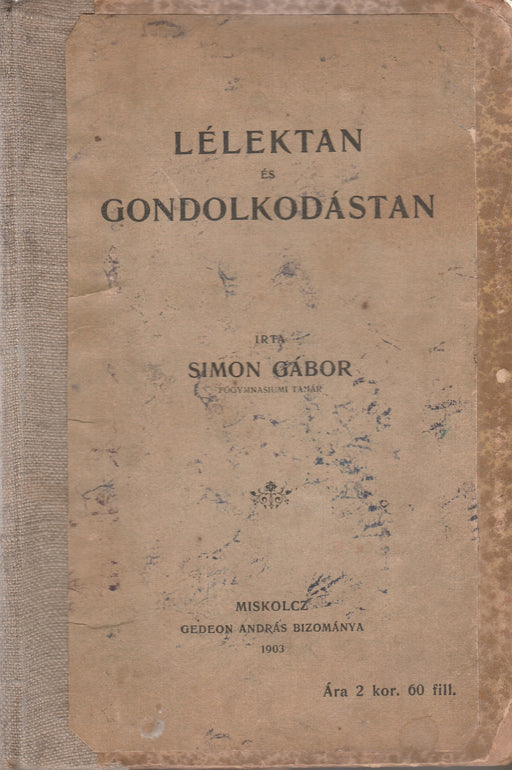 LÉLEKTAN
ÉS
GONDOLKODÁSTAN
IRTA
SIMON GÁBOR
FŐGYMNASIUMI TANÁR
MISKOLCZ
GEDEON ANDRÁS BIZOMÁNYA
1903
Ára 2 kor. 60 fill.